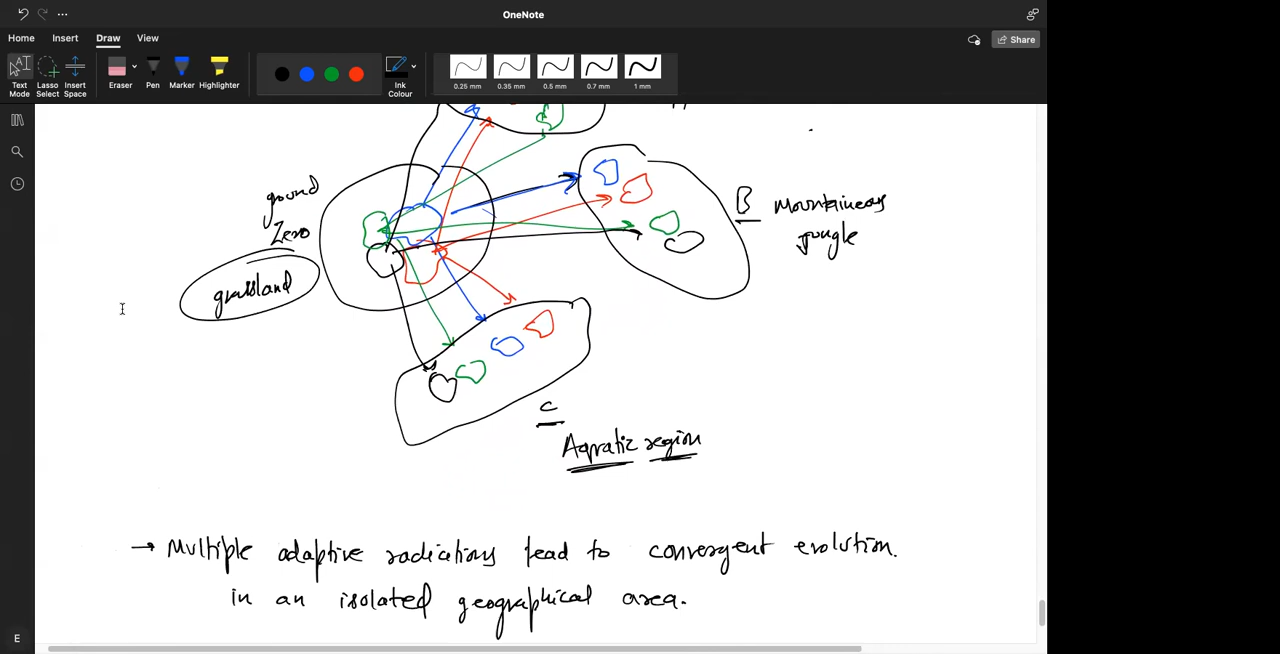 OneNote
Home Insert Draw View
Share
Text Mode
Lasso Select
Insert Space
Eraser
Pen
Marker
Highlighter
Ink Colour
0.25 mm
0.35 mm
0.5 mm
0.7 mm
1 mm
ground
Zero
grassland
B Mountaineous
Jungle
C
Aquatic region
→ Multiple adaptive radiations lead to convergent evolution.
in an isolated geographical area.
E